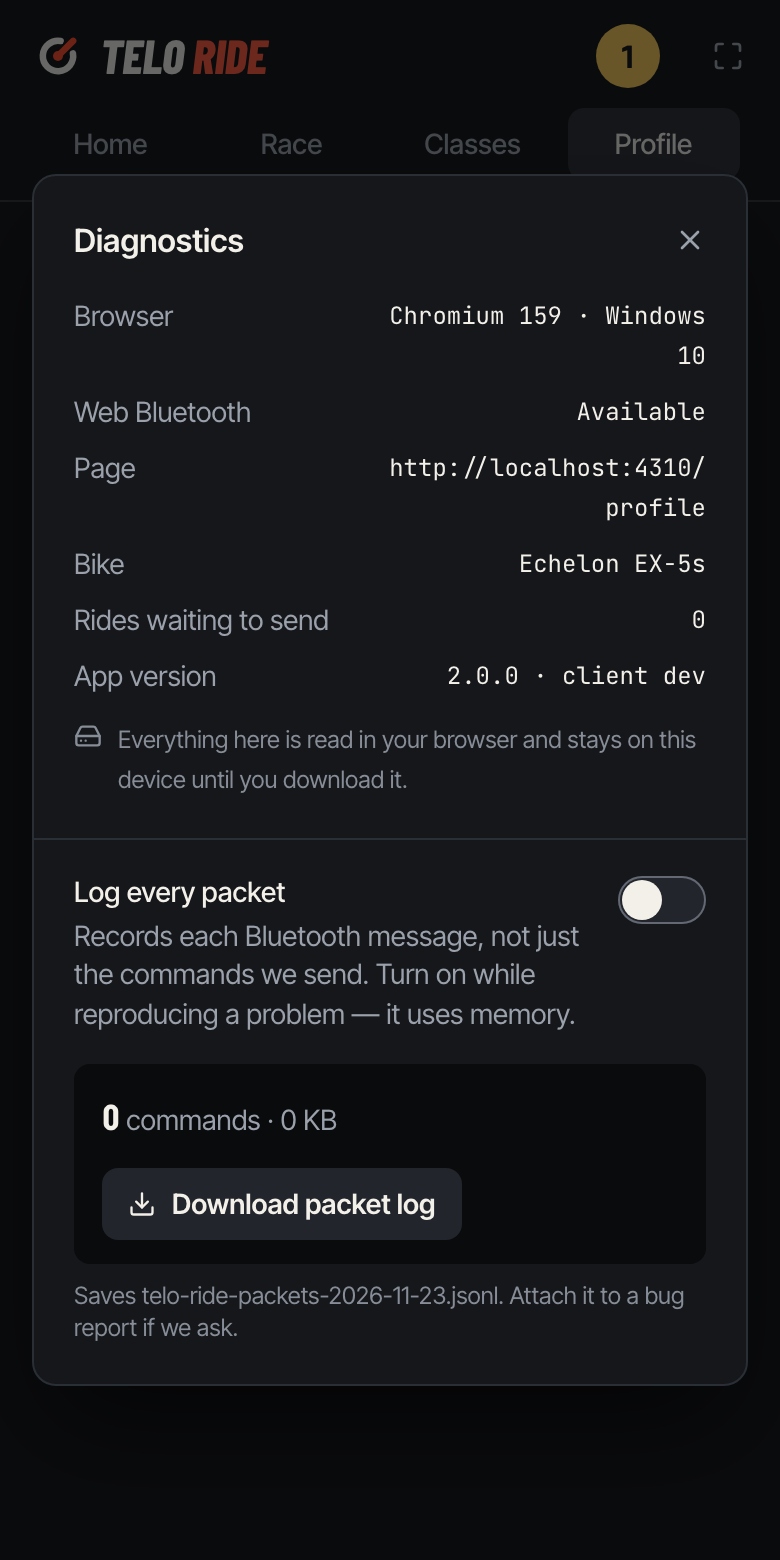 TELO RIDE
1
Home Race Classes Profile
Diagnostics
Browser Chromium 159 · Windows
10
Web Bluetooth Available
Page http://localhost:4310/
profile
Bike Echelon EX-5s
Rides waiting to send 0
App version 2.0.0 · client dev
Everything here is read in your browser and stays on this
device until you download it.
Log every packet
Records each Bluetooth message, not just
the commands we send. Turn on while
reproducing a problem — it uses memory.
0 commands · 0 KB
Download packet log
Saves telo-ride-packets-2026-11-23.jsonl. Attach it to a bug
report if we ask.